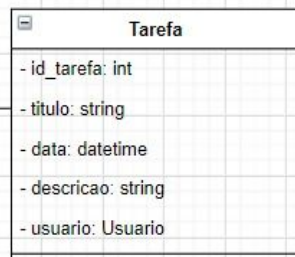 Tarefa
- id_tarefa: int
- titulo: string
- data: datetime
- descricao: string
- usuario: Usuario